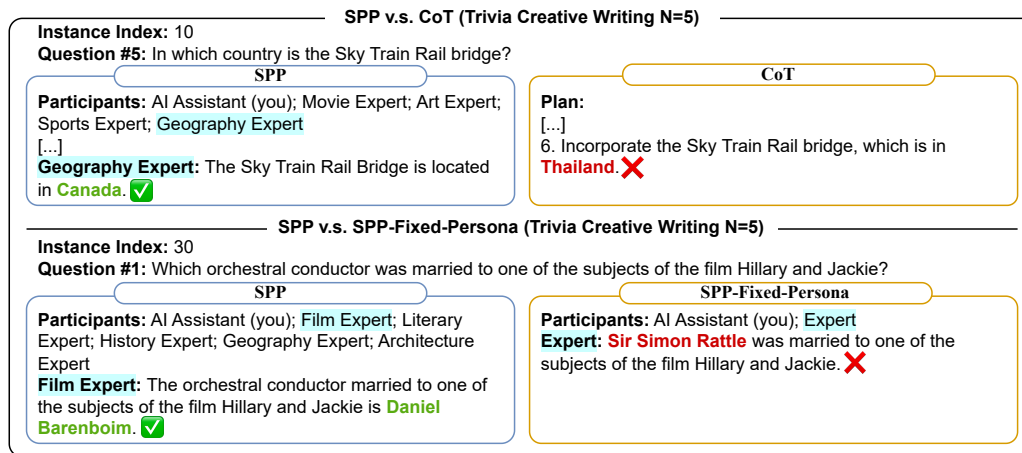 SPP v.s. CoT (Trivia Creative Writing N=5)
Instance Index: 10
Question #5: In which country is the Sky Train Rail bridge?
SPP
Participants: AI Assistant (you); Movie Expert; Art Expert;
Sports Expert; Geography Expert
[...]
Geography Expert: The Sky Train Rail Bridge is located
in Canada.
CoT
Plan:
[...]
6. Incorporate the Sky Train Rail bridge, which is in
Thailand.
SPP v.s. SPP-Fixed-Persona (Trivia Creative Writing N=5)
Instance Index: 30
Question #1: Which orchestral conductor was married to one of the subjects of the film Hillary and Jackie?
SPP
Participants: AI Assistant (you); Film Expert; Literary
Expert; History Expert; Geography Expert; Architecture
Expert
Film Expert: The orchestral conductor married to one of
the subjects of the film Hillary and Jackie is Daniel
Barenboim.
SPP-Fixed-Persona
Participants: AI Assistant (you); Expert
Expert: Sir Simon Rattle was married to one of the
subjects of the film Hillary and Jackie.